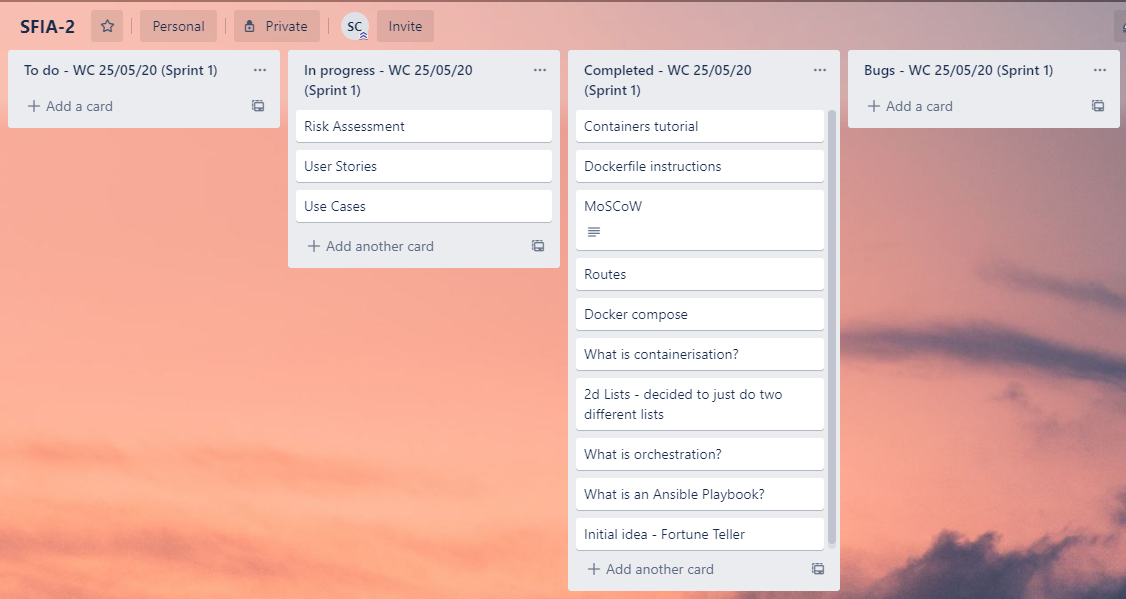 SFIA-2
Personal
Private
SC
Invite
To do - WC 25/05/20 (Sprint 1)
Add a card
In progress - WC 25/05/20
(Sprint 1)
Risk Assessment
User Stories
Use Cases
Add another card
Completed - WC 25/05/20
(Sprint 1)
Containers tutorial
Dockerfile instructions
MoSCoW
Routes
Docker compose
What is containerisation?
2d Lists - decided to just do two
different lists
What is orchestration?
What is an Ansible Playbook?
Initial idea - Fortune Teller
Add another card
Bugs - WC 25/05/20 (Sprint 1)
Add a card